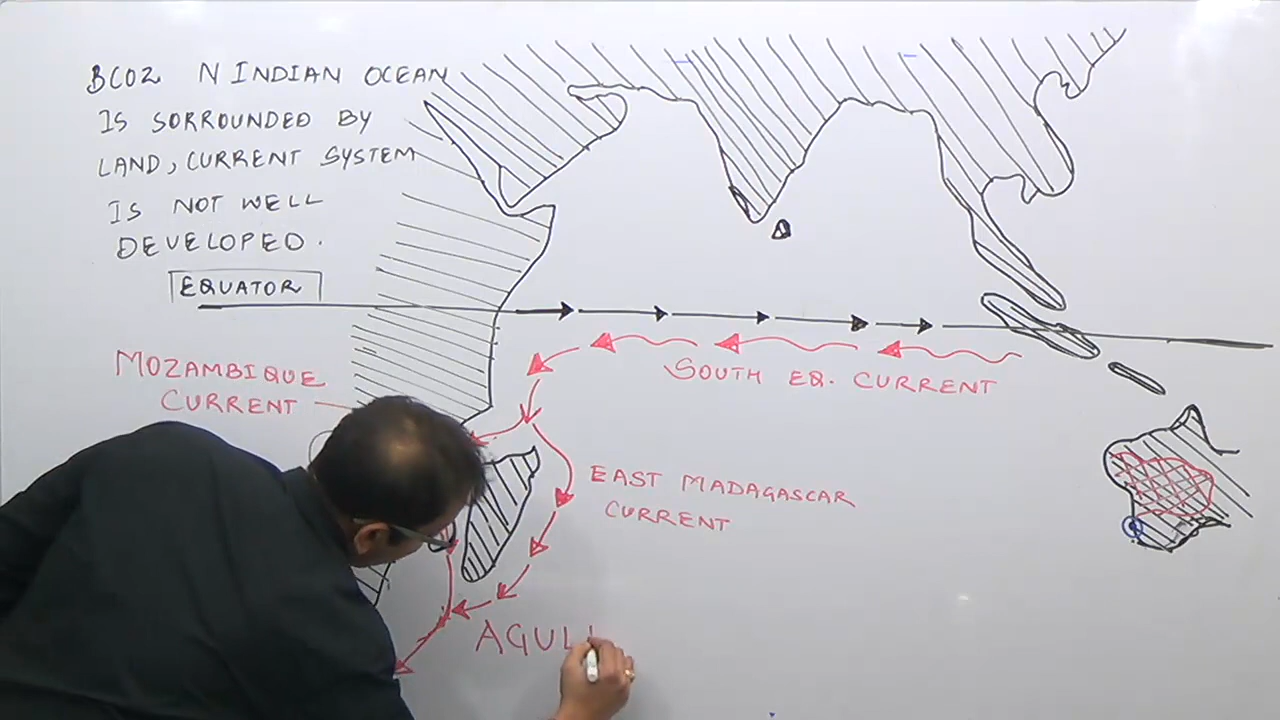 BCOZ N INDIAN OCEAN
IS SORROUNDED BY
LAND, CURRENT SYSTEM
IS NOT WELL
DEVELOPED.
EQUATOR
MOZAMBIQUE
CURRENT
SOUTH EQ. CURRENT
EAST MADAGASCAR
CURRENT
AGUL